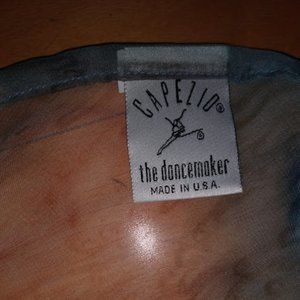 CAPEZIO®
the dancemaker
MADE IN U.S.A.